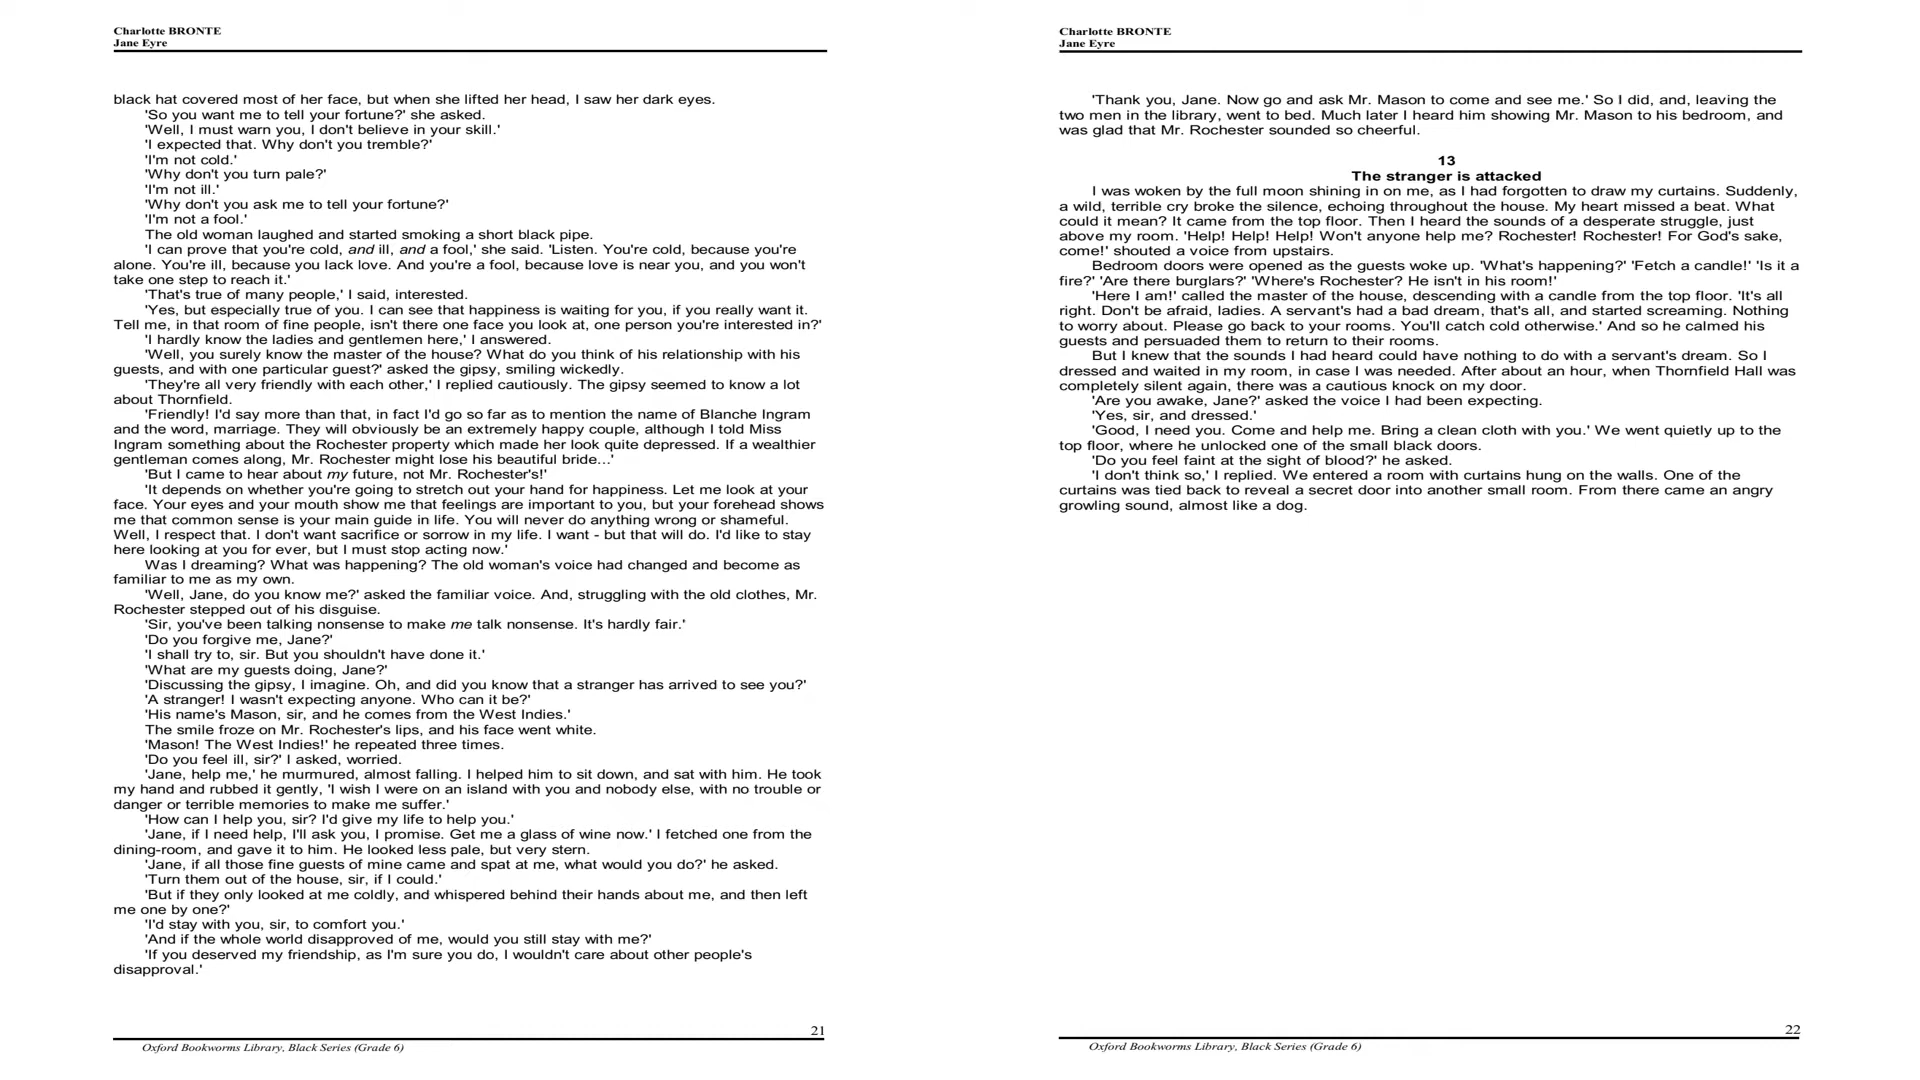 Charlotte BRONTE
Jane Eyre
black hat covered most of her face, but when she lifted her head, I saw her dark eyes.
'So you want me to tell your fortune?' she asked.
'Well, I must warn you, I don't believe in your skill.'
'I expected that. Why don't you tremble?'
'I'm not cold.'
'Why don't you turn pale?'
'I'm not ill.'
'Why don't you ask me to tell your fortune?'
'I'm not a fool.'
The old woman laughed and started smoking a short black pipe.
'I can prove that you're cold, and ill, and a fool,' she said. 'Listen. You're cold, because you're
alone. You're ill, because you lack love. And you're a fool, because love is near you, and you won't
take one step to reach it.'
'That's true of many people,' I said, interested.
'Yes, but especially true of you. I can see that happiness is waiting for you, if you really want it.
Tell me, in that room of fine people, isn't there one face you look at, one person you're interested in?'
'I hardly know the ladies and gentlemen here,' I answered.
'Well, you surely know the master of the house? What do you think of his relationship with his
guests, and with one particular guest?' asked the gipsy, smiling wickedly.
'They're all very friendly with each other,' I replied cautiously. The gipsy seemed to know a lot
about Thornfield.
'Friendly! I'd say more than that, in fact I'd go so far as to mention the name of Blanche Ingram
and the word, marriage. They will obviously be an extremely happy couple, although I told Miss
Ingram something about the Rochester property which made her look quite depressed. If a wealthier
gentleman comes along, Mr. Rochester might lose his beautiful bride...'
'But I came to hear about my future, not Mr. Rochester's!'
'It depends on whether you're going to stretch out your hand for happiness. Let me look at your
face. Your eyes and your mouth show me that feelings are important to you, but your forehead shows
me that common sense is your main guide in life. You will never do anything wrong or shameful.
Well, I respect that. I don't want sacrifice or sorrow in my life. I want - but that will do. I'd like to stay
here looking at you for ever, but I must stop acting now.'
Was I dreaming? What was happening? The old woman's voice had changed and become as
familiar to me as my own.
'Well, Jane, do you know me?' asked the familiar voice. And, struggling with the old clothes, Mr.
Rochester stepped out of his disguise.
'Sir, you've been talking nonsense to make me talk nonsense. It's hardly fair.'
'Do you forgive me, Jane?'
'I shall try to, sir. But you shouldn't have done it.'
'What are my guests doing, Jane?'
'Discussing the gipsy, I imagine. Oh, and did you know that a stranger has arrived to see you?'
'A stranger! I wasn't expecting anyone. Who can it be?'
'His name's Mason, sir, and he comes from the West Indies.'
The smile froze on Mr. Rochester's lips, and his face went white.
'Mason! The West Indies!' he repeated three times.
'Do you feel ill, sir?' I asked, worried.
'Jane, help me,' he murmured, almost falling. I helped him to sit down, and sat with him. He took
my hand and rubbed it gently, 'I wish I were on an island with you and nobody else, with no trouble or
danger or terrible memories to make me suffer.'
'How can I help you, sir? I'd give my life to help you.'
'Jane, if I need help, I'll ask you, I promise. Get me a glass of wine now.' I fetched one from the
dining-room, and gave it to him. He looked less pale, but very stern.
'Jane, if all those fine guests of mine came and spat at me, what would you do?' he asked.
'Turn them out of the house, sir, if I could.'
'But if they only looked at me coldly, and whispered behind their hands about me, and then left
me one by one?'
'I'd stay with you, sir, to comfort you.'
'And if the whole world disapproved of me, would you still stay with me?'
'If you deserved my friendship, as I'm sure you do, I wouldn't care about other people's
disapproval.'
21
Oxford Bookworms Library, Black Series (Grade 6)
Charlotte BRONTE
Jane Eyre
'Thank you, Jane. Now go and ask Mr. Mason to come and see me.' So I did, and, leaving the
two men in the library, went to bed. Much later I heard him showing Mr. Mason to his bedroom, and
was glad that Mr. Rochester sounded so cheerful.
13
The stranger is attacked
I was woken by the full moon shining in on me, as I had forgotten to draw my curtains. Suddenly,
a wild, terrible cry broke the silence, echoing throughout the house. My heart missed a beat. What
could it mean? It came from the top floor. Then I heard the sounds of a desperate struggle, just
above my room. 'Help! Help! Help! Won't anyone help me? Rochester! Rochester! For God's sake,
come!' shouted a voice from upstairs.
Bedroom doors were opened as the guests woke up. 'What's happening?' 'Fetch a candle!' 'Is it a
fire?' 'Are there burglars?' 'Where's Rochester? He isn't in his room!'
'Here I am!' called the master of the house, descending with a candle from the top floor. 'It's all
right. Don't be afraid, ladies. A servant's had a bad dream, that's all, and started screaming. Nothing
to worry about. Please go back to your rooms. You'll catch cold otherwise.' And so he calmed his
guests and persuaded them to return to their rooms.
But I knew that the sounds I had heard could have nothing to do with a servant's dream. So I
dressed and waited in my room, in case I was needed. After about an hour, when Thornfield Hall was
completely silent again, there was a cautious knock on my door.
'Are you awake, Jane?' asked the voice I had been expecting.
'Yes, sir, and dressed.'
'Good, I need you. Come and help me. Bring a clean cloth with you.' We went quietly up to the
top floor, where he unlocked one of the small black doors.
'Do you feel faint at the sight of blood?' he asked.
'I don't think so,' I replied. We entered a room with curtains hung on the walls. One of the
curtains was tied back to reveal a secret door into another small room. From there came an angry
growling sound, almost like a dog.
22
Oxford Bookworms Library, Black Series (Grade 6)